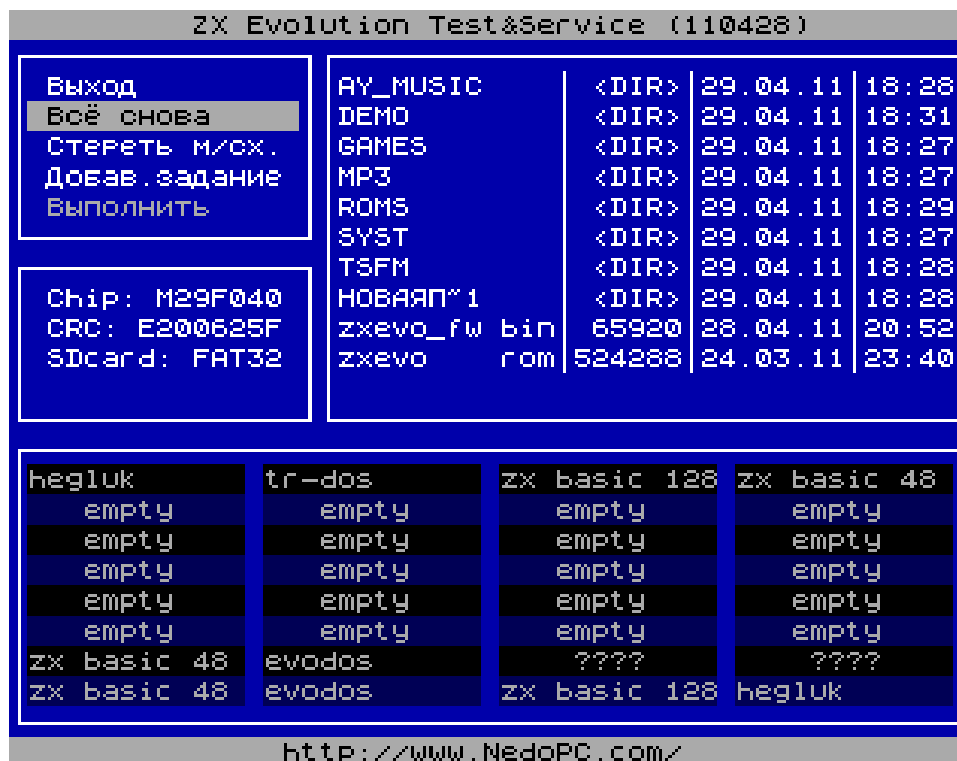 ZX Evolution Test&Service (110428)
Выход
Всё снова
Стереть м/сх.
Добав.задание
Выполнить
Chip: M29F040
CRC: E200625F
SDcard: FAT32
AY_MUSIC <DIR> 29.04.11 18:28
DEMO <DIR> 29.04.11 18:31
GAMES <DIR> 29.04.11 18:27
MP3 <DIR> 29.04.11 18:27
ROMS <DIR> 29.04.11 18:29
SYST <DIR> 29.04.11 18:27
TSFM <DIR> 29.04.11 18:28
НОВАЯП~1 <DIR> 29.04.11 18:28
zxevo_fw bin 65920 28.04.11 20:52
zxevo rom 524288 24.03.11 23:40
hegluk tr-dos zx basic 128 zx basic 48
empty empty empty empty
empty empty empty empty
empty empty empty empty
empty empty empty empty
empty empty empty empty
zx basic 48 evodos ???? ????
zx basic 48 evodos zx basic 128 hegluk
http://www.NedoPC.com/